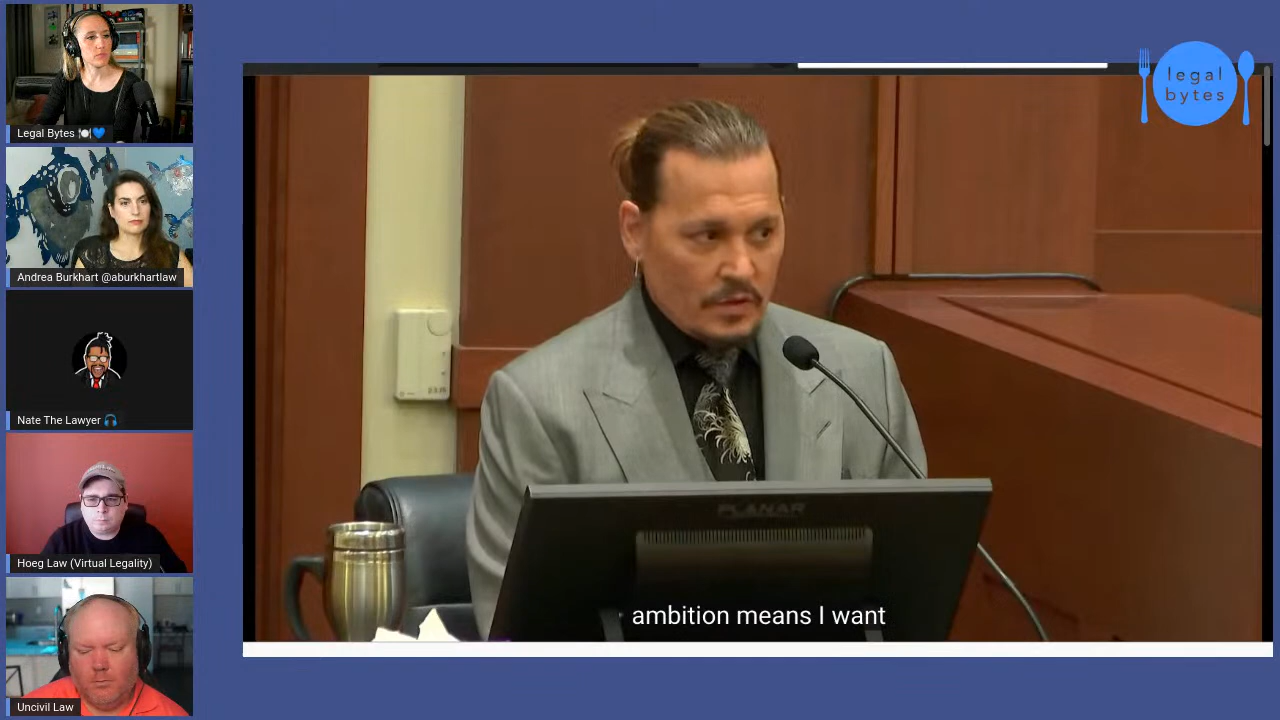 Legal Bytes
Andrea Burkhart @aburkhartlaw
Nate The Lawyer
Hoeg Law (Virtual Legality)
Uncivil Law
legal
bytes
PLANAR
ambition means I want